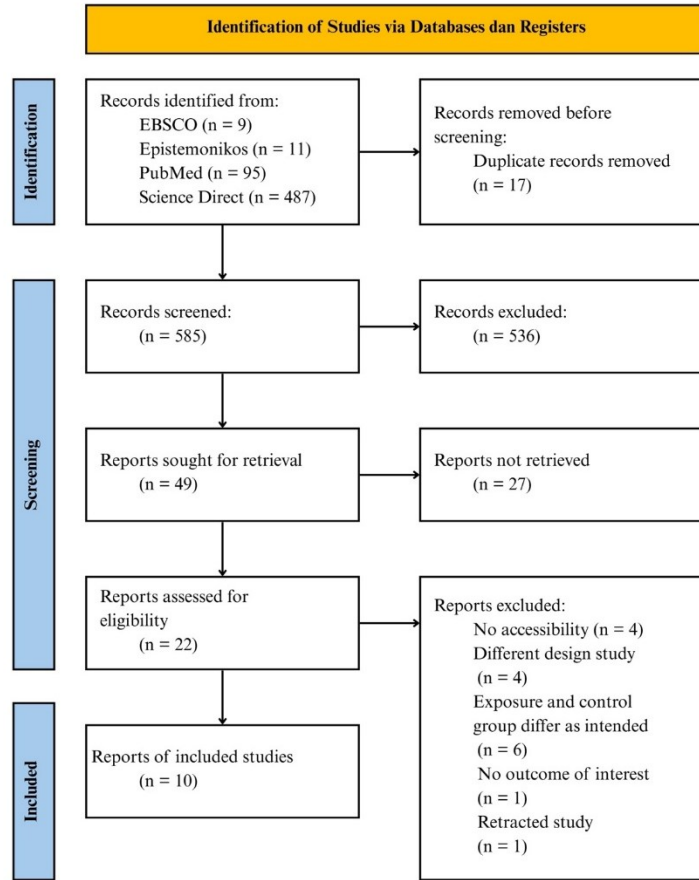 Identification of Studies via Databases dan Registers
Identification
Records identified from:
EBSCO (n = 9)
Epistemonikos (n = 11)
PubMed (n = 95)
Science Direct (n = 487)
Records removed before
screening:
Duplicate records removed
(n = 17)
Screening
Records screened:
(n = 585)
Records excluded:
(n = 536)
Reports sought for retrieval
(n = 49)
Reports not retrieved
(n = 27)
Reports assessed for
eligibility
(n = 22)
Reports excluded:
No accessibility (n = 4)
Different design study
(n = 4)
Exposure and control
group differ as intended
(n = 6)
No outcome of interest
(n = 1)
Retracted study
(n = 1)
Included
Reports of included studies
(n = 10)